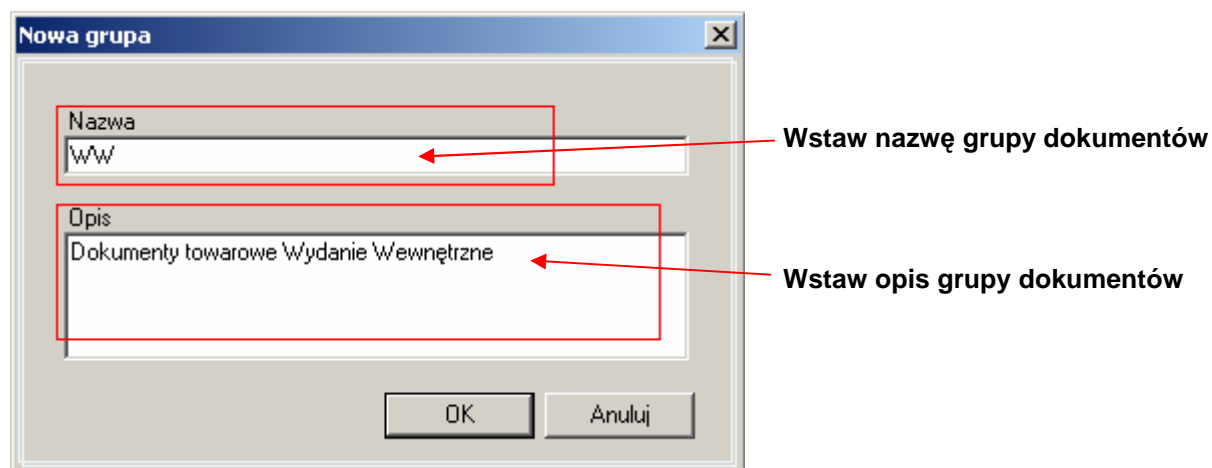 Nowa grupa
Nazwa
WW
Wstaw nazwę grupy dokumentów
Opis
Dokumenty towarowe Wydanie Wewnętrzne
Wstaw opis grupy dokumentów
OK
Anuluj